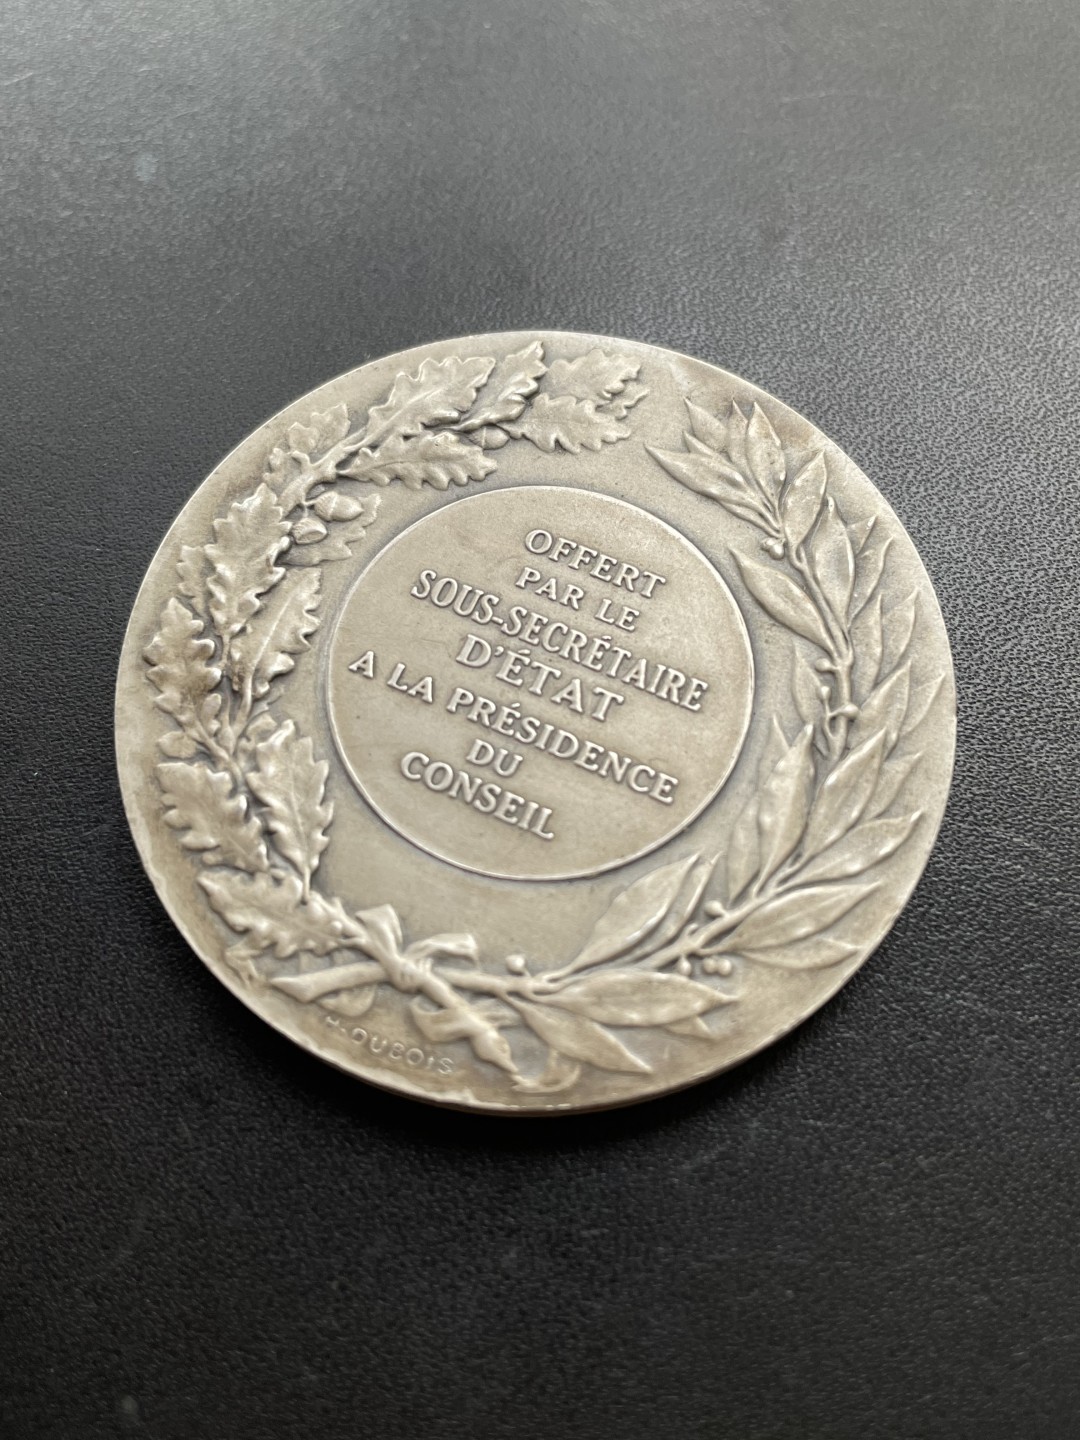 OFFERT
PAR LE
SOUS-SECRÉTAIRE
D'ÉTAT
A LA PRÉSIDENCE
DU
CONSEIL
H.DUBOIS